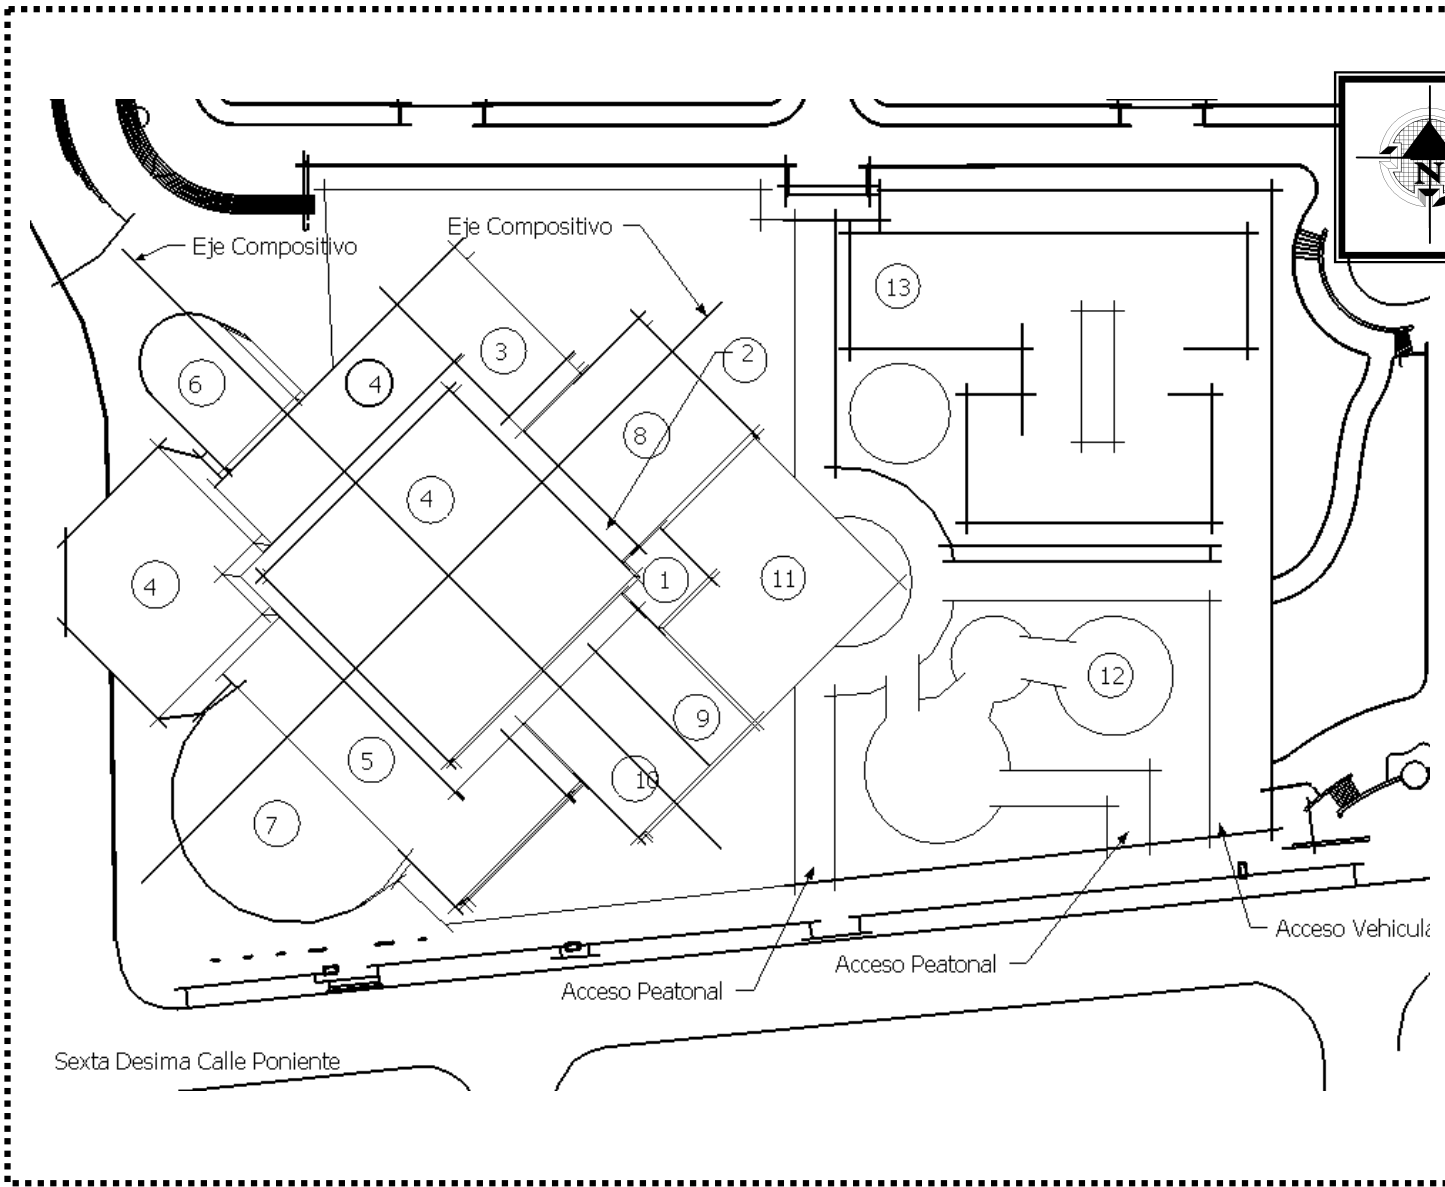 Eje Compositivo
Eje Compositivo
N
13
3
2
6
4
8
4
4
1
11
12
9
5
10
7
Acceso Vehicula
Acceso Peatonal
Acceso Peatonal
Sexta Desima Calle Poniente